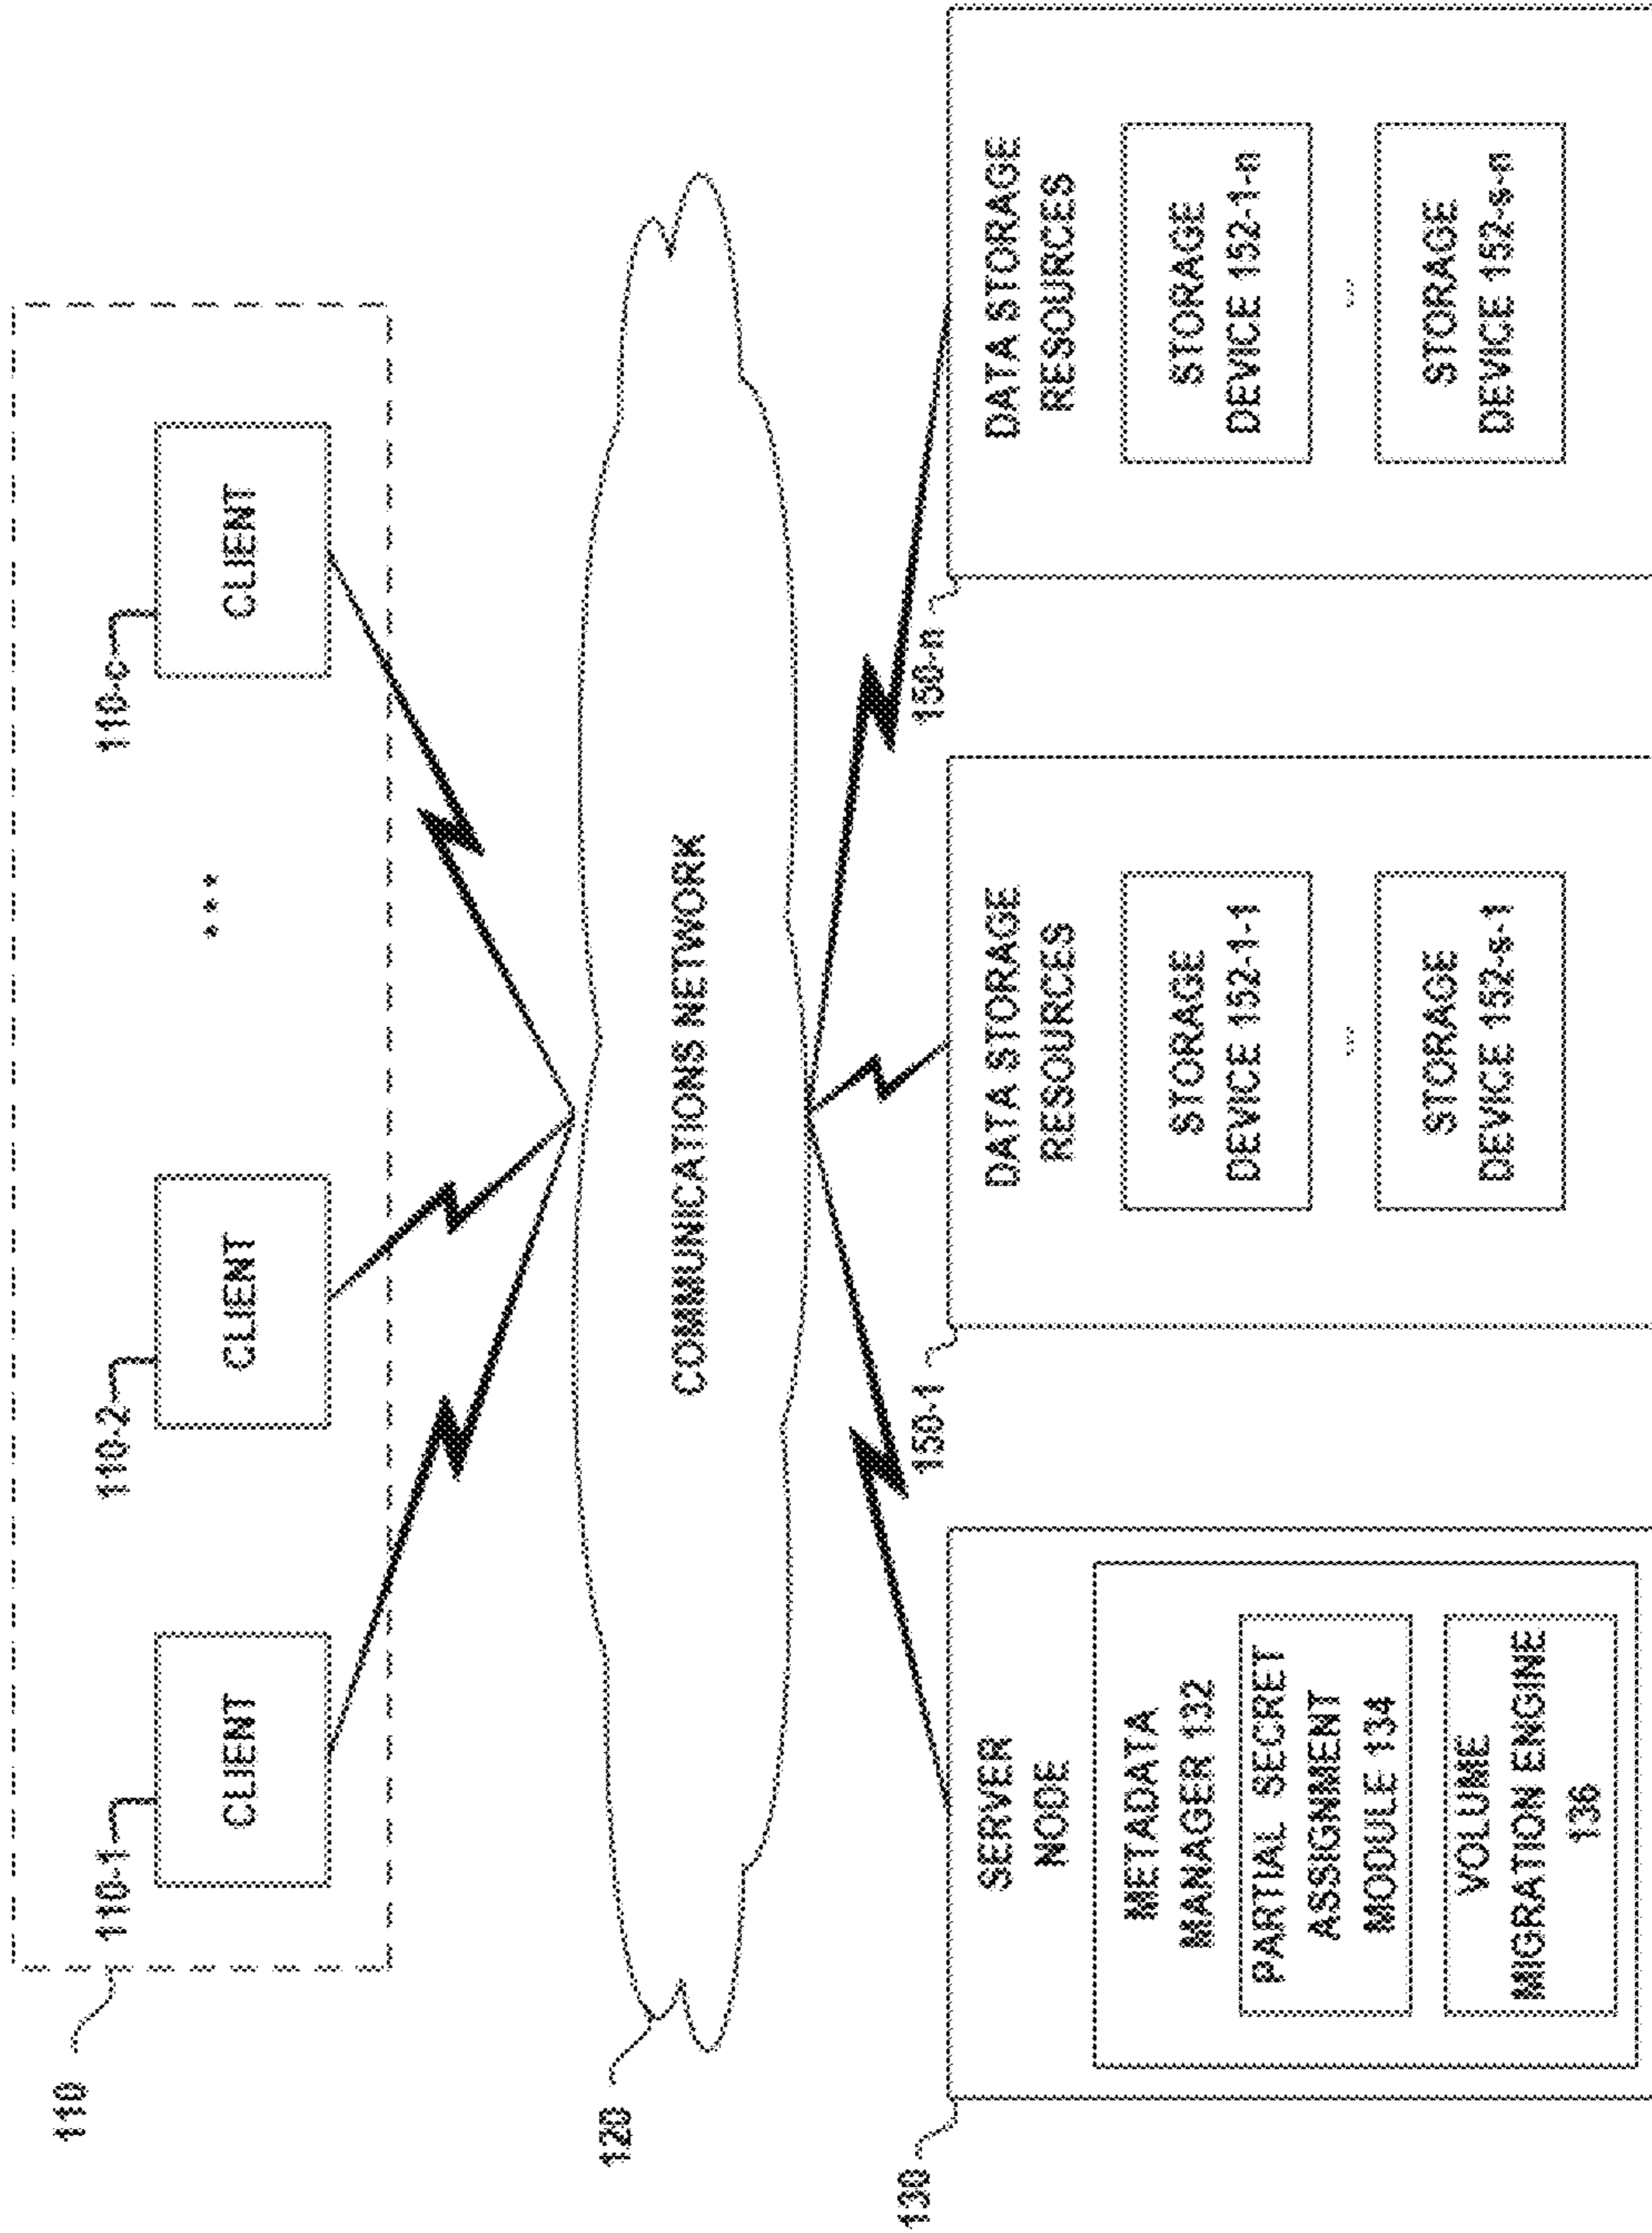 110
110-1
CLIENT
110-2
CLIENT
...
110-c
CLIENT
120
COMMUNICATIONS NETWORK
130
SERVER
NODE
METADATA
MANAGER 132
PARTIAL SECRET
ASSIGNMENT
MODULE 134
VOLUME
MIGRATION ENGINE
136
150-1
DATA STORAGE
RESOURCES
STORAGE
DEVICE 152-1-1
...
STORAGE
DEVICE 152-s-1
150-n
DATA STORAGE
RESOURCES
STORAGE
DEVICE 152-1-n
...
STORAGE
DEVICE 152-s-n